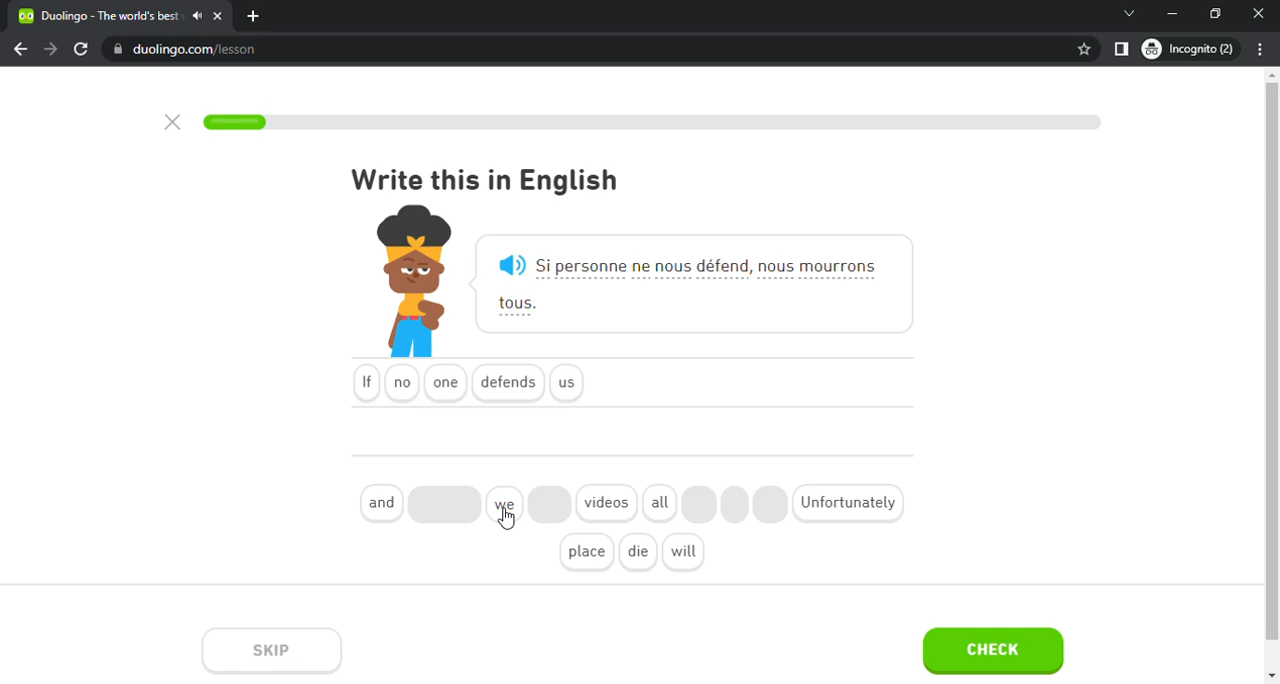 Duolingo - The world's best
duolingo.com/lesson
Incognito (2)
Write this in English
Si personne ne nous défend, nous mourrons
tous.
If no one defends us
and we videos all Unfortunately
place die will
SKIP
CHECK